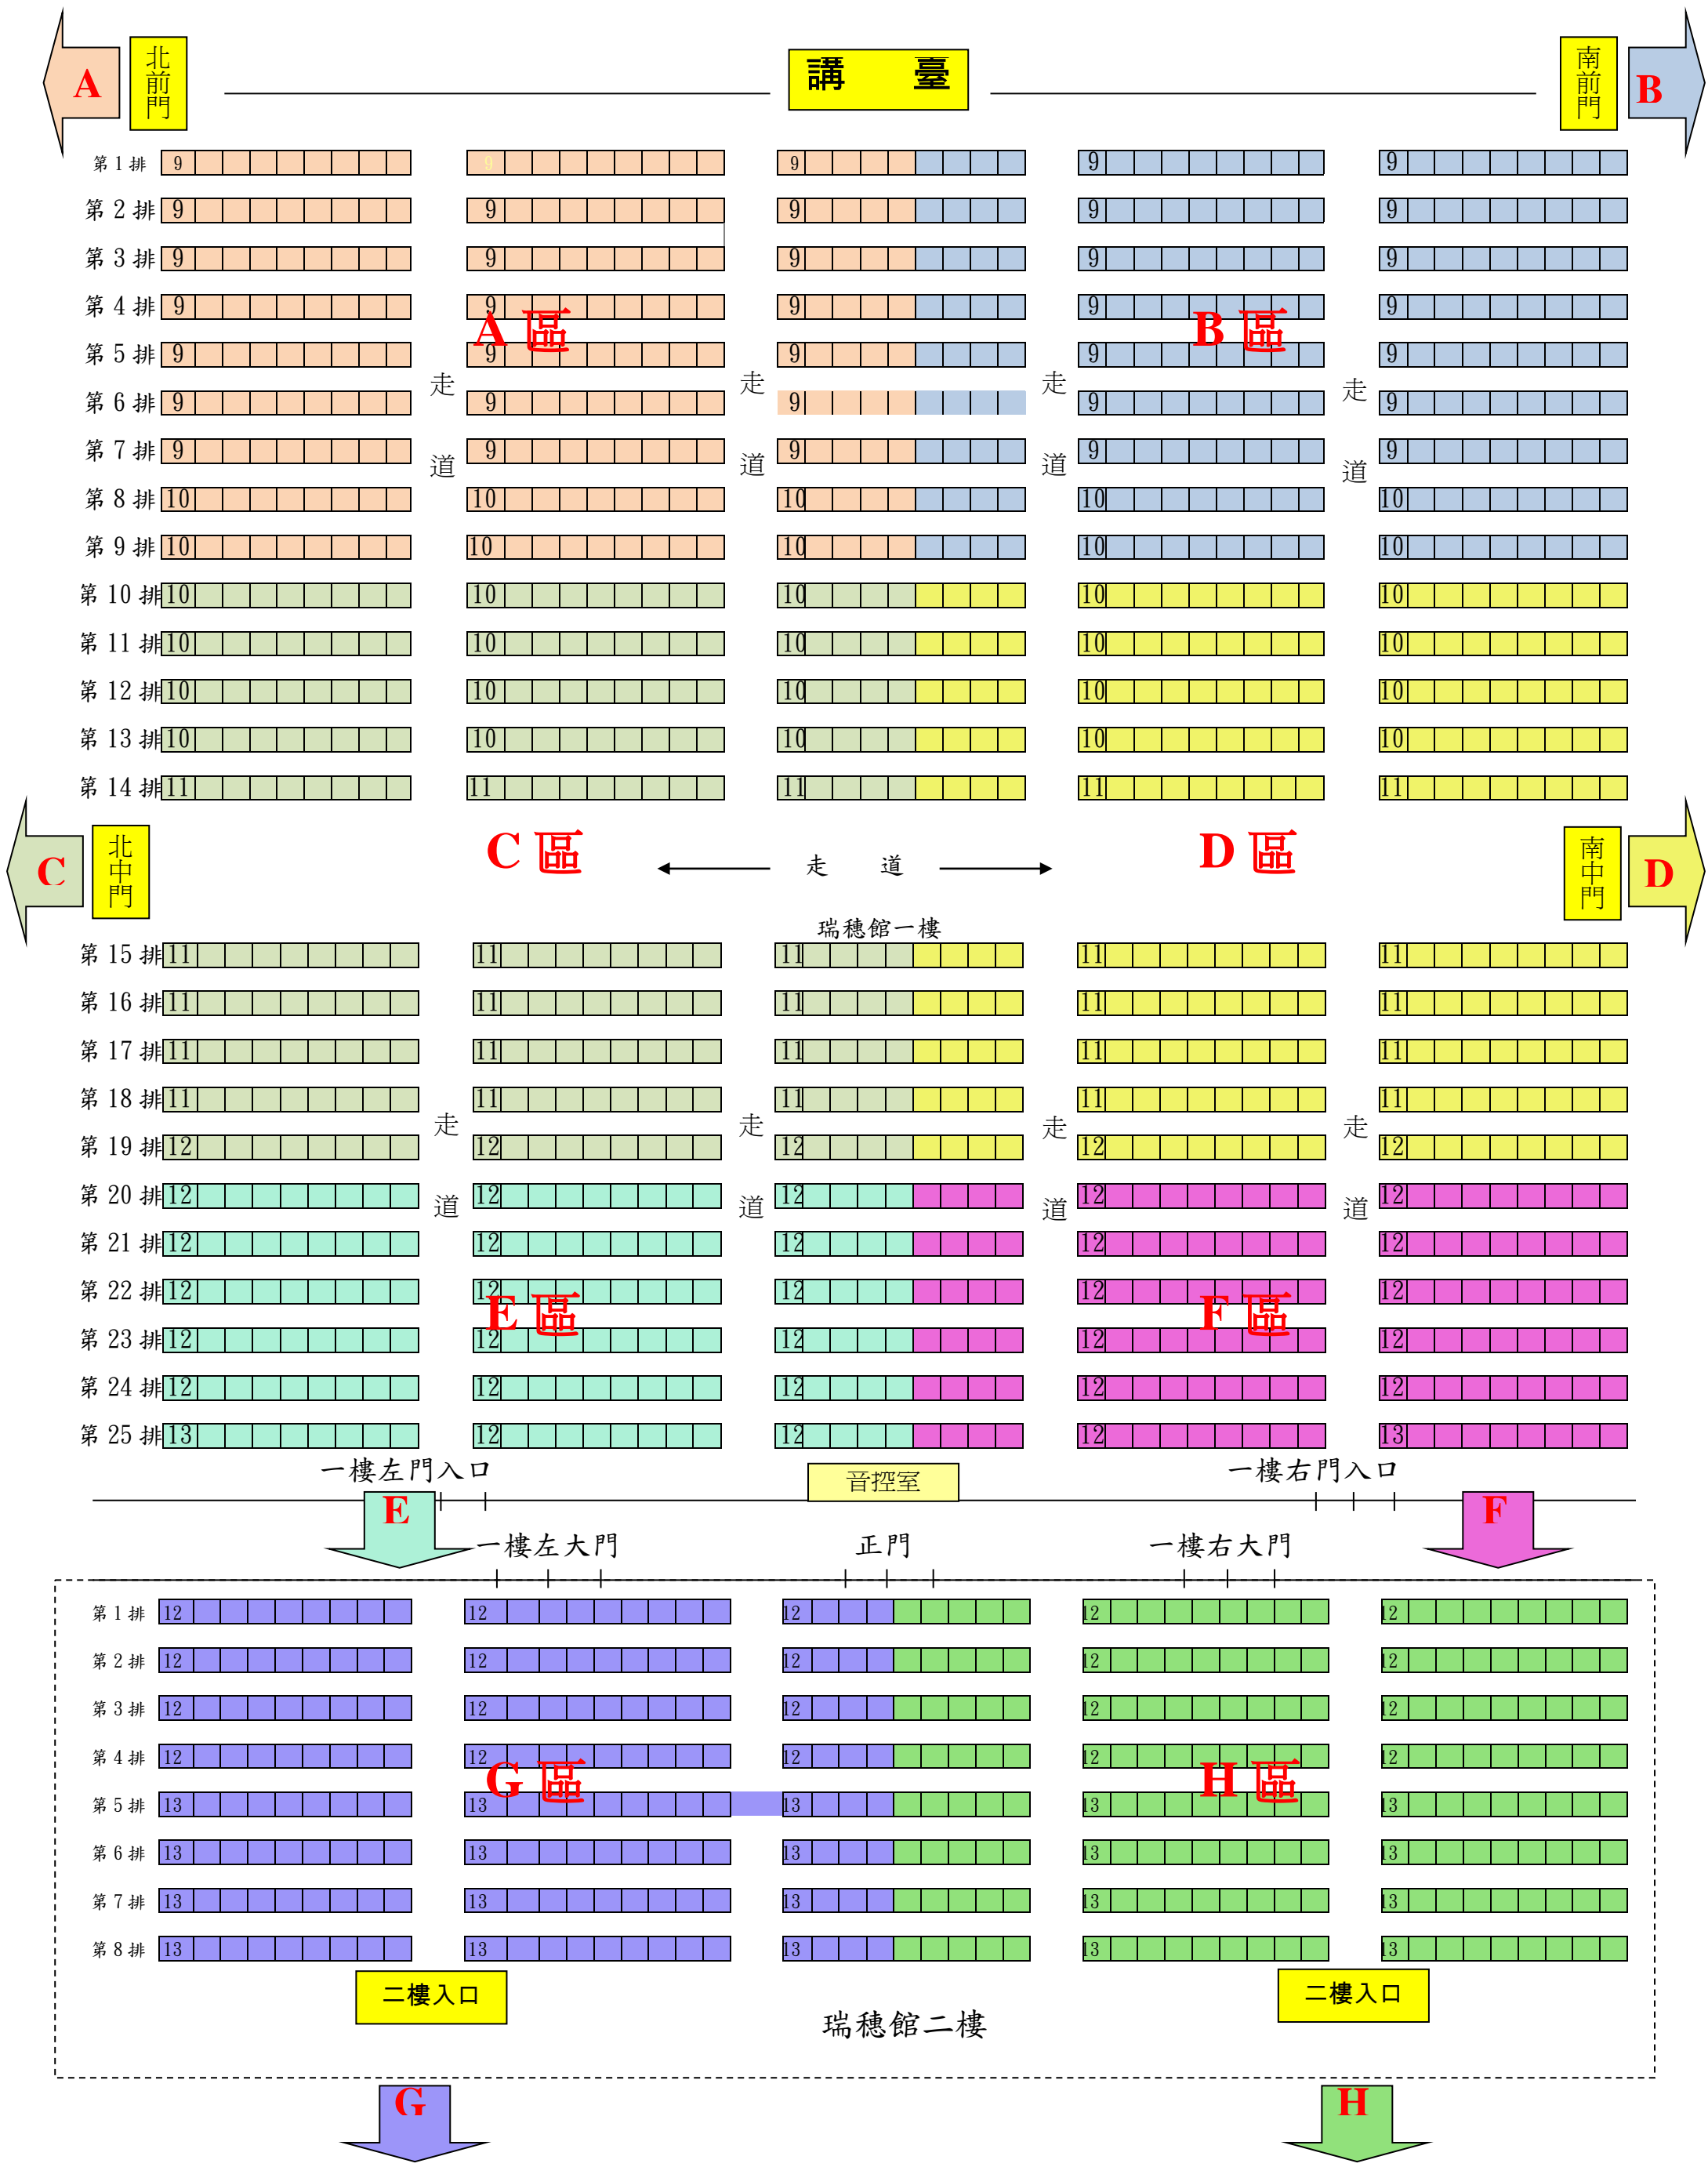 A 北前門 講 臺 南前門 B
第 1 排 9 9 9 9 9
第 2 排 9 9 9 9 9
第 3 排 9 9 9 9 9
第 4 排 9 9 9 9 9
A 區 B 區
第 5 排 9 9 9 9 9
走道 走道 走道 走道
第 6 排 9 9 9 9 9
第 7 排 9 9 9 9 9
第 8 排 10 10 10 10 10
第 9 排 10 10 10 10 10
第 10 排 10 10 10 10 10
第 11 排 10 10 10 10 10
第 12 排 10 10 10 10 10
第 13 排 10 10 10 10 10
第 14 排 11 11 11 11 11
C 北中門 C 區 走 道 D 區 南中門 D
瑞穗館一樓
第 15 排 11 11 11 11 11
第 16 排 11 11 11 11 11
第 17 排 11 11 11 11 11
第 18 排 11 11 11 11 11
走道 走道 走道 走道
第 19 排 12 12 12 12 12
第 20 排 12 12 12 12 12
第 21 排 12 12 12 12 12
第 22 排 12 12 12 12 12
E 區 F 區
第 23 排 12 12 12 12 12
第 24 排 12 12 12 12 12
第 25 排 13 12 12 12 13
一樓左門入口 音控室 一樓右門入口
E F
一樓左大門 正門 一樓右大門
第 1 排 12 12 12 12 12
第 2 排 12 12 12 12 12
第 3 排 12 12 12 12 12
第 4 排 12 12 12 12 12
G 區 H 區
第 5 排 13 13 13 13 13
第 6 排 13 13 13 13 13
第 7 排 13 13 13 13 13
第 8 排 13 13 13 13 13
二樓入口 二樓入口
瑞穗館二樓
G H